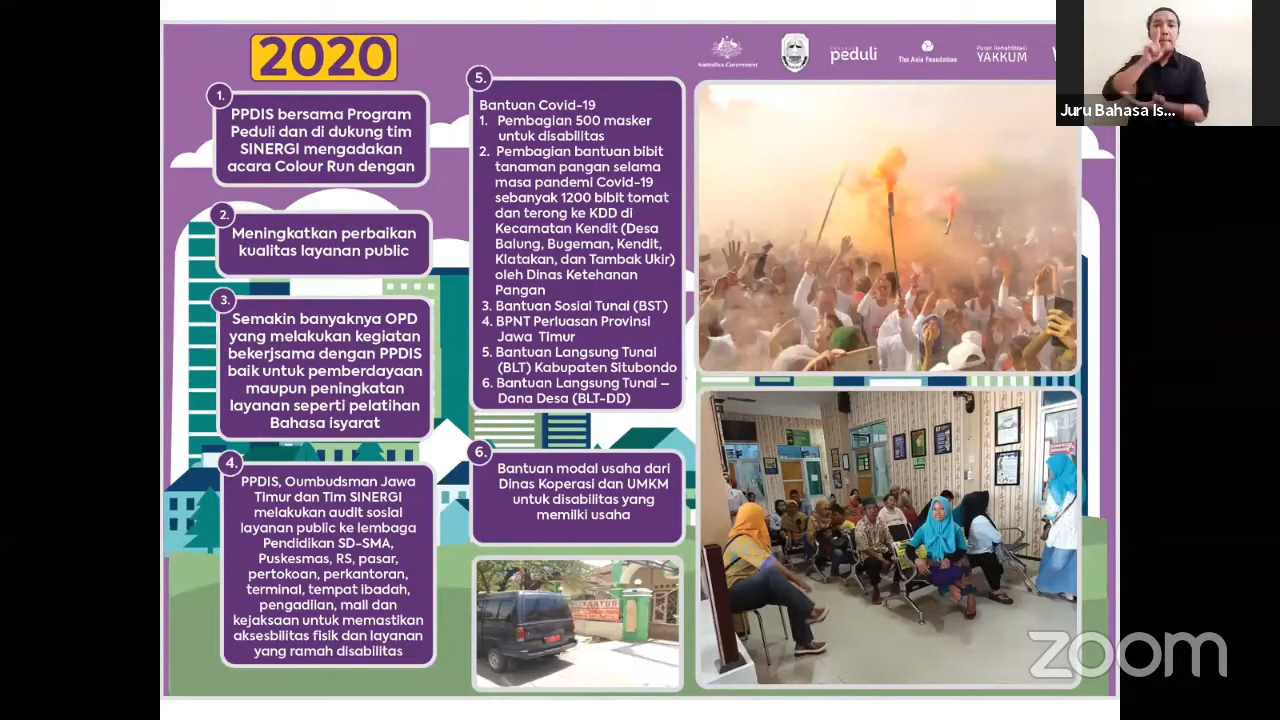 2020
1.
PPDIS bersama Program
Peduli dan di dukung tim
SINERGI mengadakan
acara Colour Run dengan
2.
Meningkatkan perbaikan
kualitas layanan public
3.
Semakin banyaknya OPD
yang melakukan kegiatan
bekerjsama dengan PPDIS
baik untuk pemberdayaan
maupun peningkatan
layanan seperti pelatihan
Bahasa isyarat
4.
PPDIS, Oumbudsman Jawa
Timur dan Tim SINERGI
melakukan audit sosial
layanan public ke lembaga
Pendidikan SD-SMA,
Puskesmas, RS, pasar,
pertokoan, perkantoran,
terminal, tempat ibadah,
pengadilan, mall dan
kejaksaan untuk memastikan
aksesbilitas fisik dan layanan
yang ramah disabilitas
5.
Bantuan Covid-19
1. Pembagian 500 masker
untuk disabilitas
2. Pembagian bantuan bibit
tanaman pangan selama
masa pandemi Covid-19
sebanyak 1200 bibit tomat
dan terong ke KDD di
Kecamatan Kendit (Desa
Balung, Bugeman, Kendit,
Klatakan, dan Tambak Ukir)
oleh Dinas Ketehanan
Pangan
3. Bantuan Sosial Tunai (BST)
4. BPNT Perluasan Provinsi
Jawa Timur
5. Bantuan Langsung Tunai
(BLT) Kabupaten Situbondo
6. Bantuan Langsung Tunai –
Dana Desa (BLT-DD)
6.
Bantuan modal usaha dari
Dinas Koperasi dan UMKM
untuk disabilitas yang
memilki usaha
Australian Government
peduli
The Asia Foundation
Pusat Rehabilitasi
YAKKUM
Juru Bahasa Is...
KANTOR
zoom